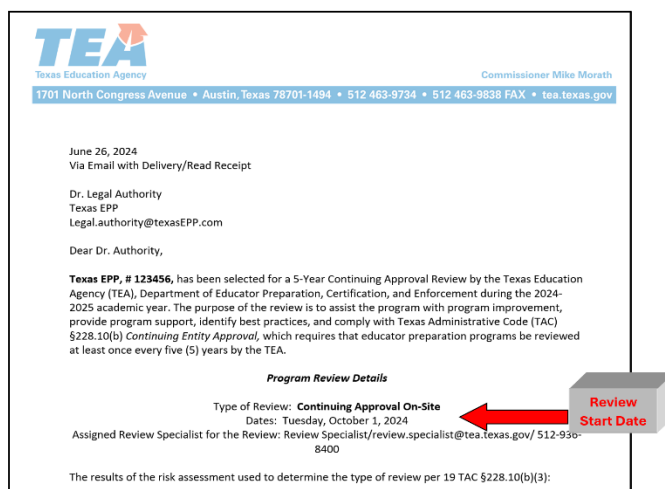 TEA
Texas Education Agency
Commissioner Mike Morath
1701 North Congress Avenue • Austin, Texas 78701-1494 • 512 463-9734 • 512 463-9838 FAX • tea.texas.gov
June 26, 2024
Via Email with Delivery/Read Receipt
Dr. Legal Authority
Texas EPP
Legal.authority@texasEPP.com
Dear Dr. Authority,
Texas EPP, # 123456, has been selected for a 5-Year Continuing Approval Review by the Texas Education
Agency (TEA), Department of Educator Preparation, Certification, and Enforcement during the 2024-
2025 academic year. The purpose of the review is to assist the program with program improvement,
provide program support, identify best practices, and comply with Texas Administrative Code (TAC)
§228.10(b) Continuing Entity Approval, which requires that educator preparation programs be reviewed
at least once every five (5) years by the TEA.
Program Review Details
Type of Review: Continuing Approval On-Site
Dates: Tuesday, October 1, 2024
Review
Start Date
Assigned Review Specialist for the Review: Review Specialist/review.specialist@tea.texas.gov/ 512-936-
8400
The results of the risk assessment used to determine the type of review per 19 TAC §228.10(b)(3):